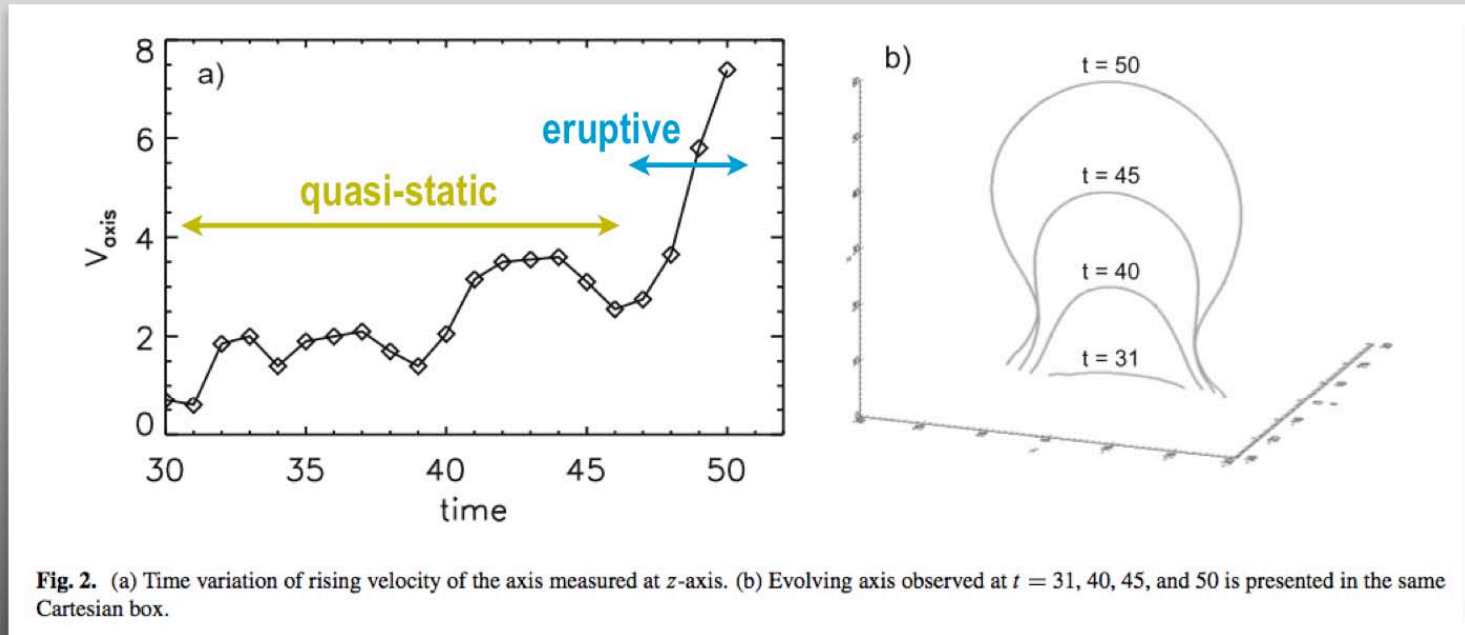 a)
8
6
4
2
0
V axis
30 35 40 45 50
time
quasi-static
eruptive
b)
t = 50
t = 45
t = 40
t = 31
Fig. 2. (a) Time variation of rising velocity of the axis measured at z-axis. (b) Evolving axis observed at t = 31, 40, 45, and 50 is presented in the same
Cartesian box.